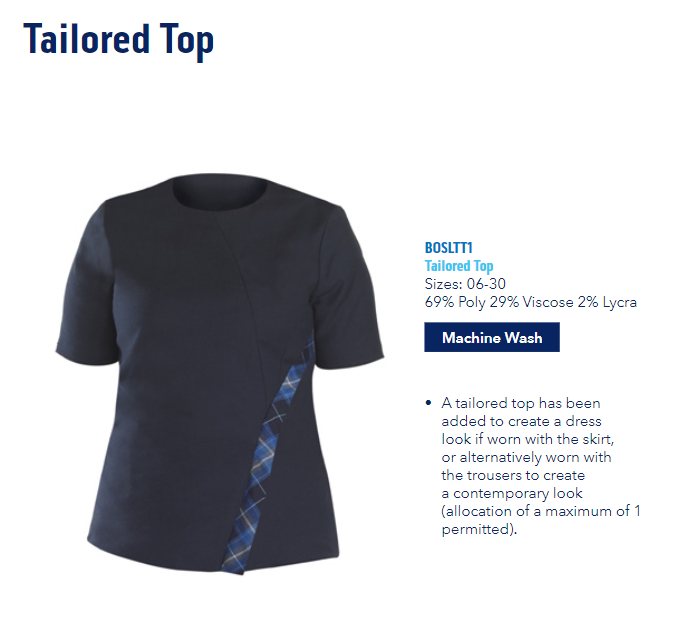 Tailored Top
BOSLTT1
Tailored Top
Sizes: 06-30
69% Poly 29% Viscose 2% Lycra
Machine Wash
• A tailored top has been
added to create a dress
look if worn with the skirt,
or alternatively worn with
the trousers to create
a contemporary look
(allocation of a maximum of 1
permitted).